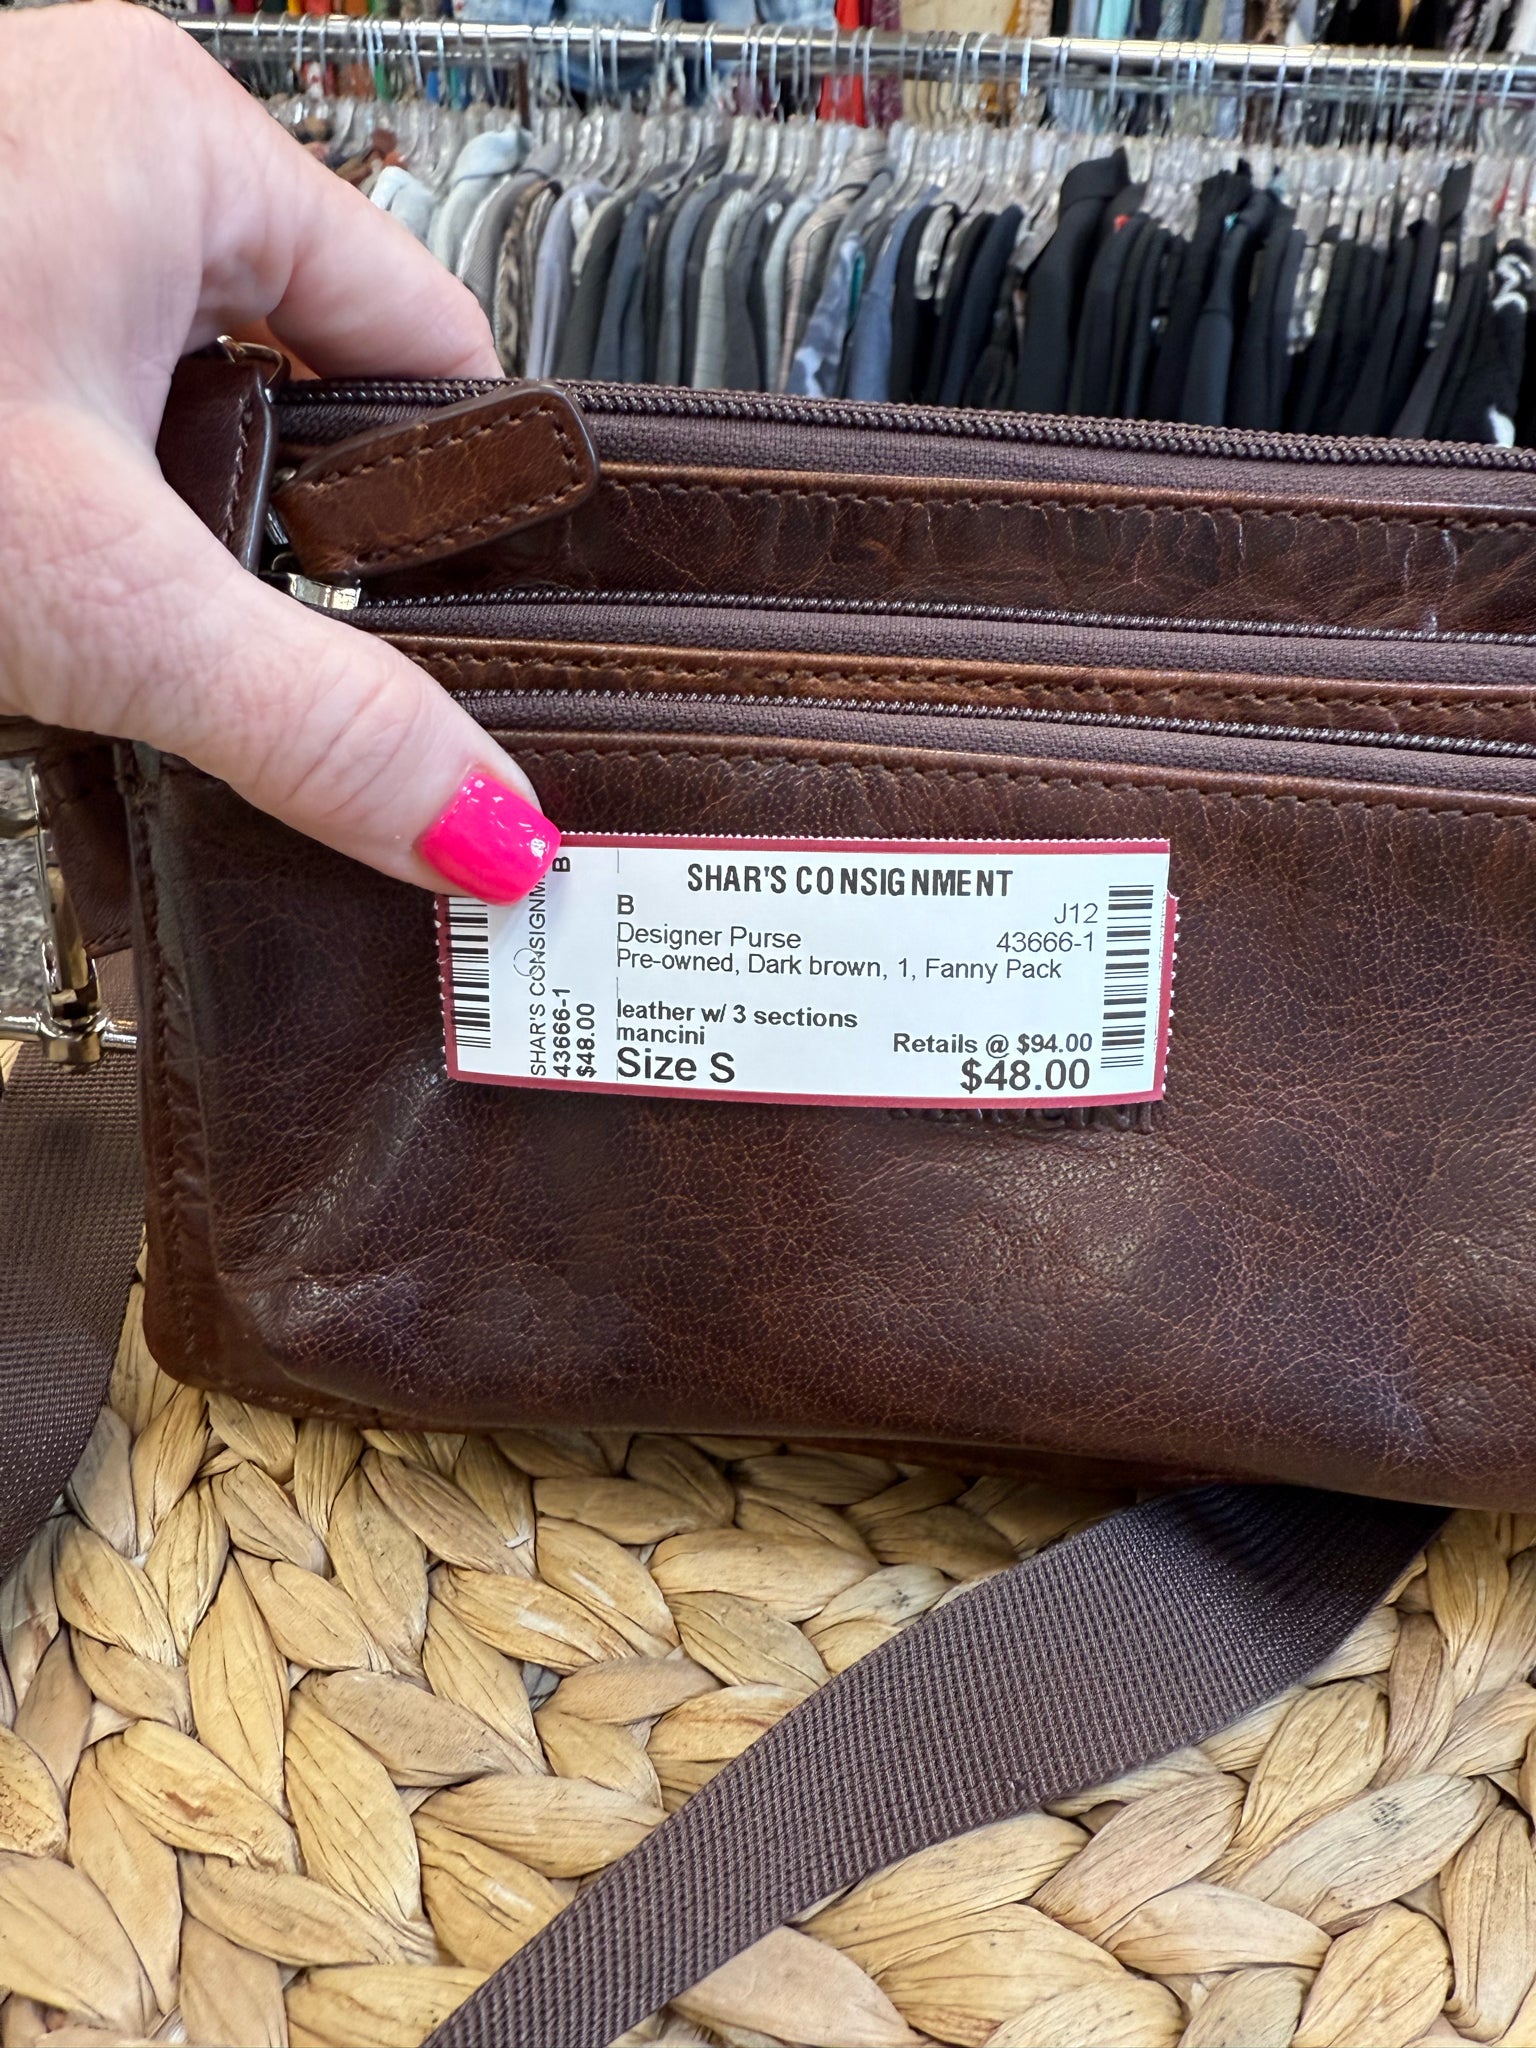 SHAR'S CONSIGNMENT
B
J12
Designer Purse
43666-1
Pre-owned, Dark brown, 1, Fanny Pack
leather w/ 3 sections
mancini
Retails @ $94.00
Size S
$48.00
B
SHAR'S CONSIGNM
43666-1
$48.00